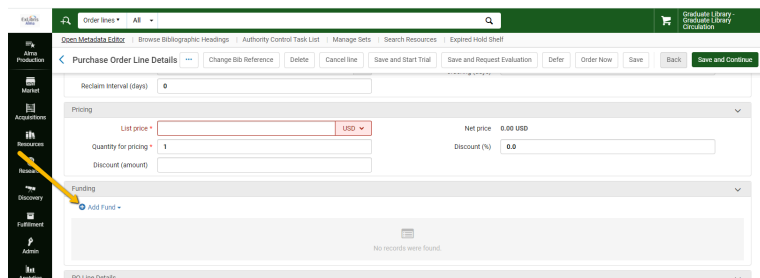 ExLibris
Alma
Order lines
All
Graduate Library -
Graduate Library
Circulation
Open Metadata Editor | Browse Bibliographic Headings | Authority Control Task List | Manage Sets | Search Resources | Expired Hold Shelf
Alma
Production
Purchase Order Line Details ... Change Bib Reference Delete Cancel line Save and Start Trial Save and Request Evaluation Defer Order Now Save Back Save and Continue
Market
Reclaim Interval (days) 0
Acquisitions
Pricing
List price * USD Net price 0.00 USD
Resources
Quantity for pricing * 1 Discount (%) 0.0
Discount (amount)
Funding
Discovery
Add Fund
Fulfillment
No records were found.
Admin
PO Line Details